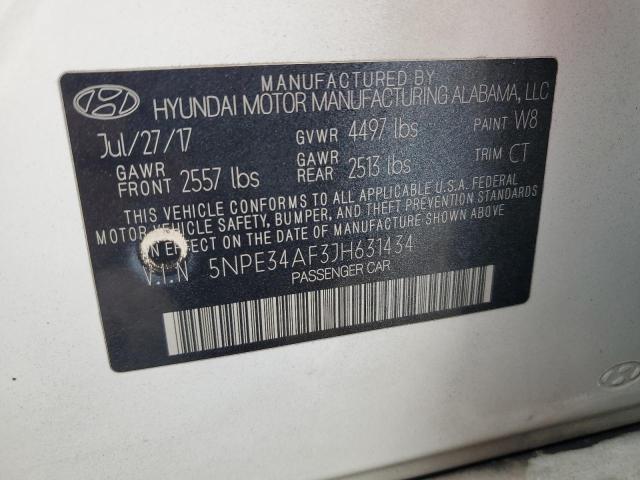 MANUFACTURED BY
HYUNDAI MOTOR MANUFACTURING ALABAMA, LLC
Jul/27/17 GVWR 4497 lbs PAINT W8
GAWR FRONT 2557 lbs GAWR REAR 2513 lbs TRIM CT
THIS VEHICLE CONFORMS TO ALL APPLICABLE U.S.A. FEDERAL
MOTOR VEHICLE SAFETY, BUMPER, AND THEFT PREVENTION STANDARDS
IN EFFECT ON THE DATE OF MANUFACTURE SHOWN ABOVE
V.I.N 5NPE34AF3JH631434
PASSENGER CAR